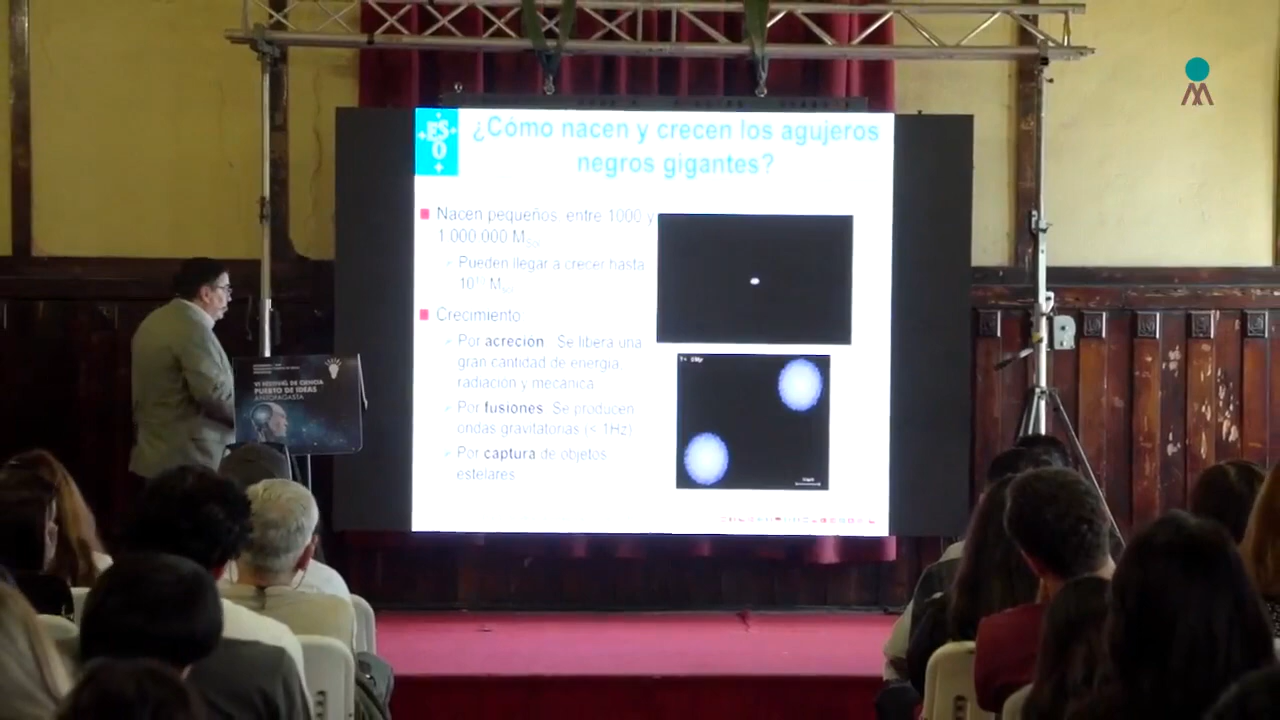 ESO
¿Cómo nacen y crecen los agujeros
negros gigantes?
Nacen pequeños, entre 1000 y
1.000.000 M
Pueden llegar a crecer hasta
10 M
Crecimiento
Por acreción. Se libera una
gran cantidad de energía,
radiación y mecánica
Por fusiones. Se producen
ondas gravitatorias (< 1Hz)
Por captura de objetos
estelares
VI FESTIVAL DE CIENCIA
PUERTO DE IDEAS
ANTOFAGASTA